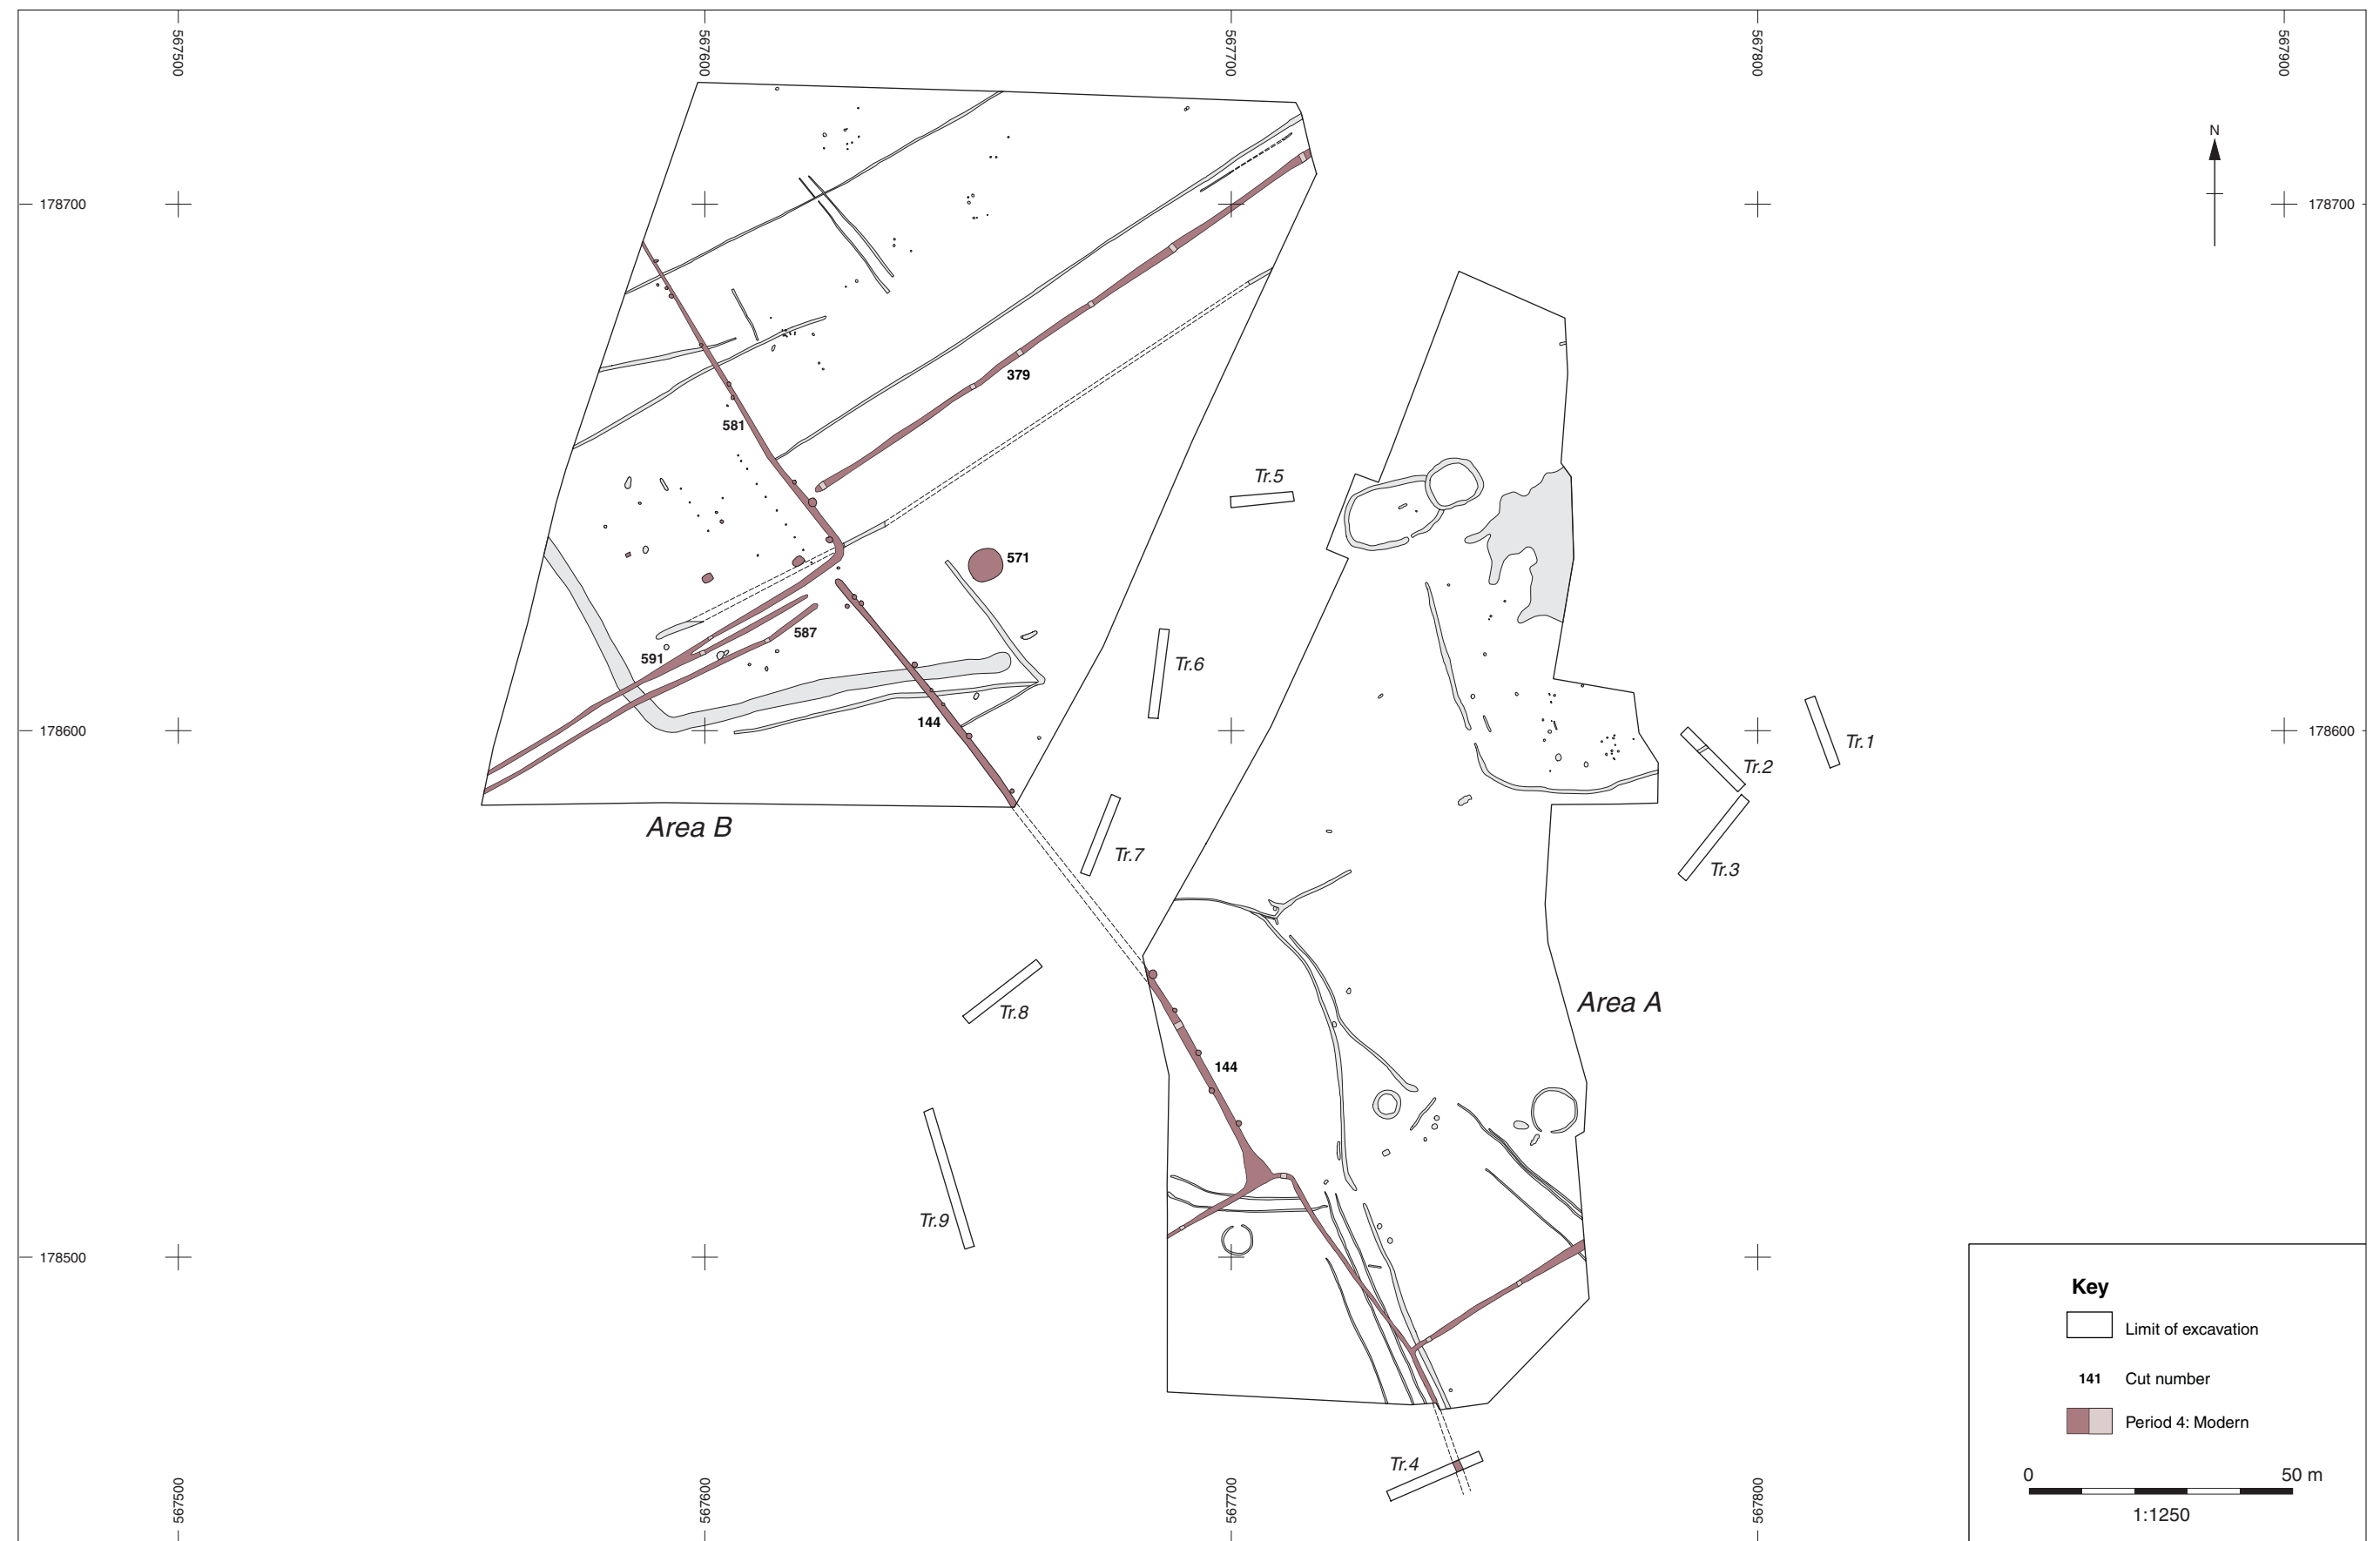 567500
567600
567700
567800
567900
N
178700
178700
379
581
Tr.5
571
587
591
Tr.6
144
178600
178600
Tr.1
Tr.2
Area B
Tr.7
Tr.3
Area A
Tr.8
144
Tr.9
178500
Key
Limit of excavation
141 Cut number
Period 4: Modern
Tr.4
0 50 m
1:1250
567500
567600
567700
567800